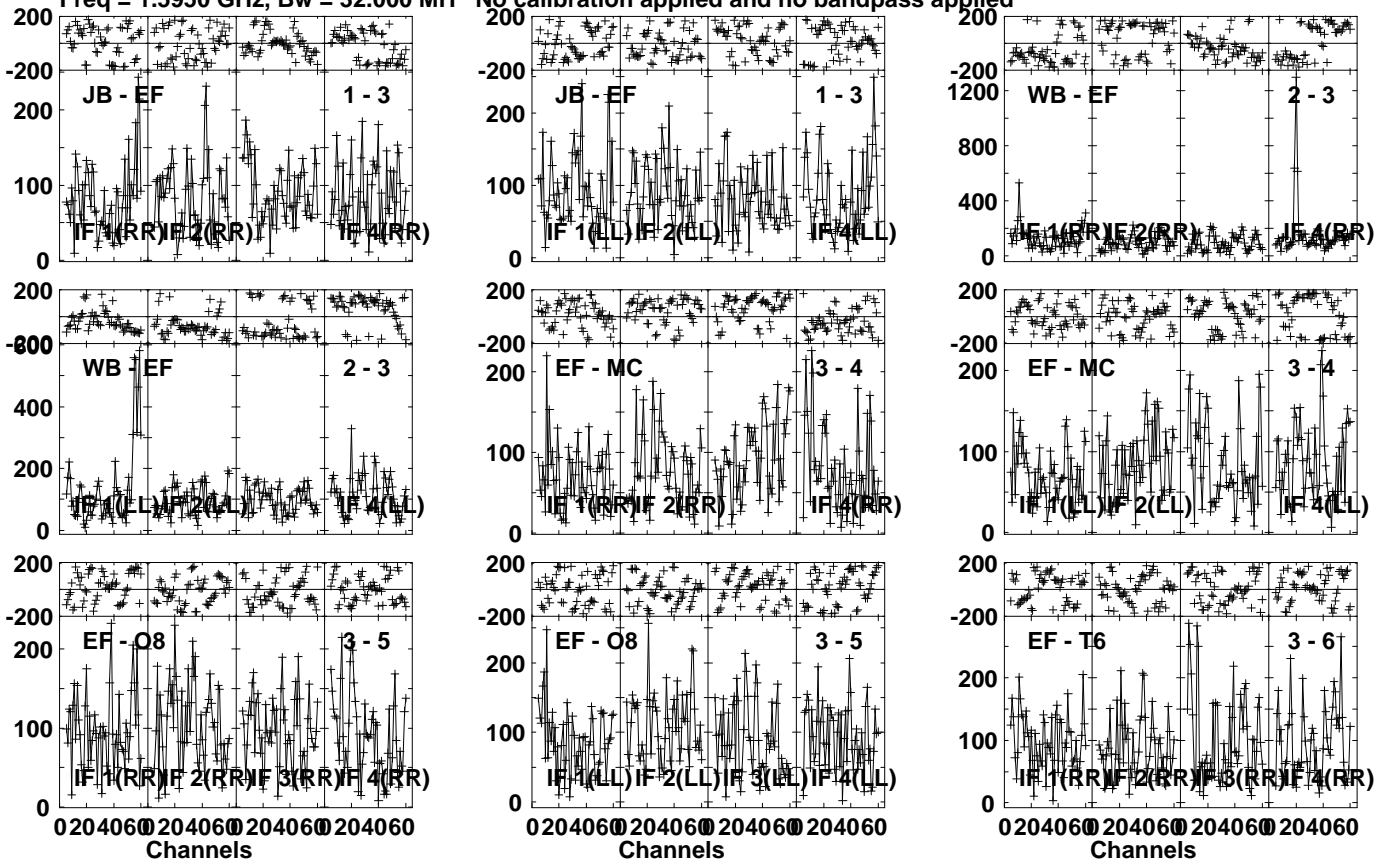 Freq = 1.5950 GHz, Bw = 32.000 MH No calibration applied and no bandpass applied
200
-200
JB - EF 1 - 3
200
100
0
IF 1(RR) IF 2(RR) IF 4(RR)
200
-200
JB - EF 1 - 3
200
100
0
IF 1(LL) IF 2(LL) IF 4(LL)
200
-200
WB - EF 2 - 3
1200
800
400
0
IF 1(RR) IF 2(RR) IF 4(RR)
200
-200
600
WB - EF 2 - 3
400
200
0
IF 1(LL) IF 2(LL) IF 4(LL)
200
-200
EF - MC 3 - 4
200
100
0
IF 1(RR) IF 2(RR) IF 4(RR)
200
-200
EF - MC 3 - 4
200
100
0
IF 1(LL) IF 2(LL) IF 4(LL)
200
-200
EF - O8 3 - 5
200
100
0
IF 1(RR) IF 2(RR) IF 3(RR) IF 4(RR)
0 20 40 60 0 20 40 60 0 20 40 60 0 20 40 60
Channels
200
-200
EF - O8 3 - 5
200
100
0
IF 1(LL) IF 2(LL) IF 3(LL) IF 4(LL)
0 20 40 60 0 20 40 60 0 20 40 60 0 20 40 60
Channels
200
-200
EF - T6 3 - 6
200
100
0
IF 1(RR) IF 2(RR) IF 3(RR) IF 4(RR)
0 20 40 60 0 20 40 60 0 20 40 60 0 20 40 60
Channels